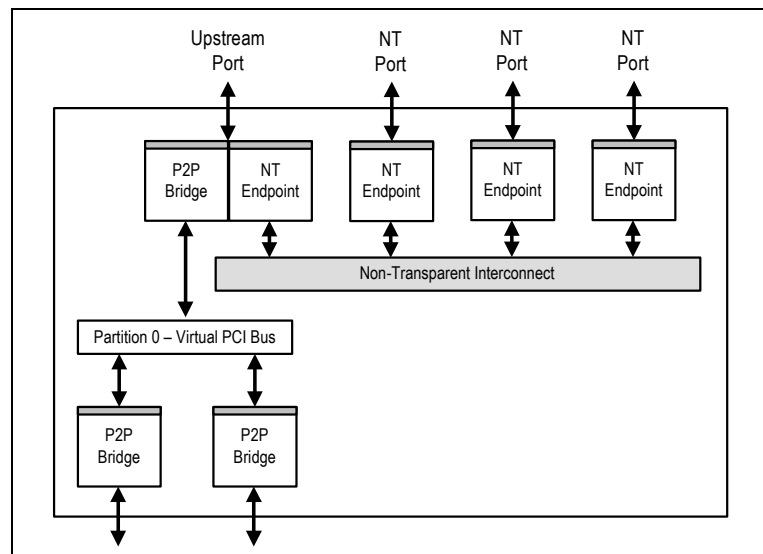 Upstream Port
NT Port
NT Port
NT Port
P2P Bridge
NT Endpoint
NT Endpoint
NT Endpoint
NT Endpoint
Non-Transparent Interconnect
Partition 0 – Virtual PCI Bus
P2P Bridge
P2P Bridge